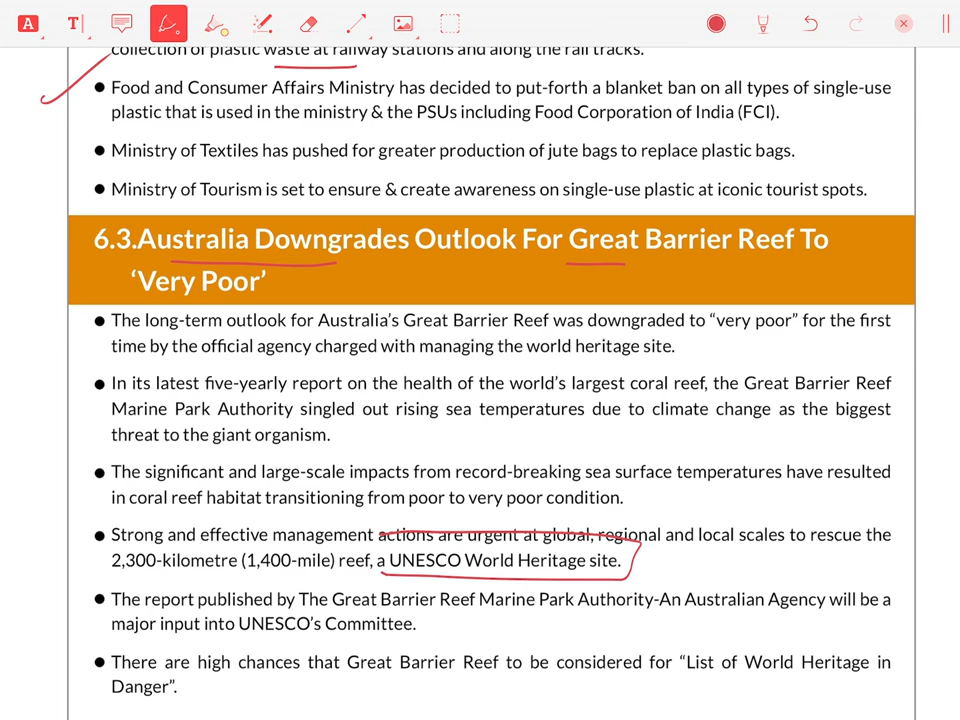 collection of plastic waste at railway stations and along the rail tracks.
● Food and Consumer Affairs Ministry has decided to put-forth a blanket ban on all types of single-use
plastic that is used in the ministry & the PSUs including Food Corporation of India (FCI).
● Ministry of Textiles has pushed for greater production of jute bags to replace plastic bags.
● Ministry of Tourism is set to ensure & create awareness on single-use plastic at iconic tourist spots.
6.3.Australia Downgrades Outlook For Great Barrier Reef To
‘Very Poor’
● The long-term outlook for Australia’s Great Barrier Reef was downgraded to “very poor” for the first
time by the official agency charged with managing the world heritage site.
● In its latest five-yearly report on the health of the world’s largest coral reef, the Great Barrier Reef
Marine Park Authority singled out rising sea temperatures due to climate change as the biggest
threat to the giant organism.
● The significant and large-scale impacts from record-breaking sea surface temperatures have resulted
in coral reef habitat transitioning from poor to very poor condition.
● Strong and effective management actions are urgent at global, regional and local scales to rescue the
2,300-kilometre (1,400-mile) reef, a UNESCO World Heritage site.
● The report published by The Great Barrier Reef Marine Park Authority-An Australian Agency will be a
major input into UNESCO’s Committee.
● There are high chances that Great Barrier Reef to be considered for “List of World Heritage in
Danger”.